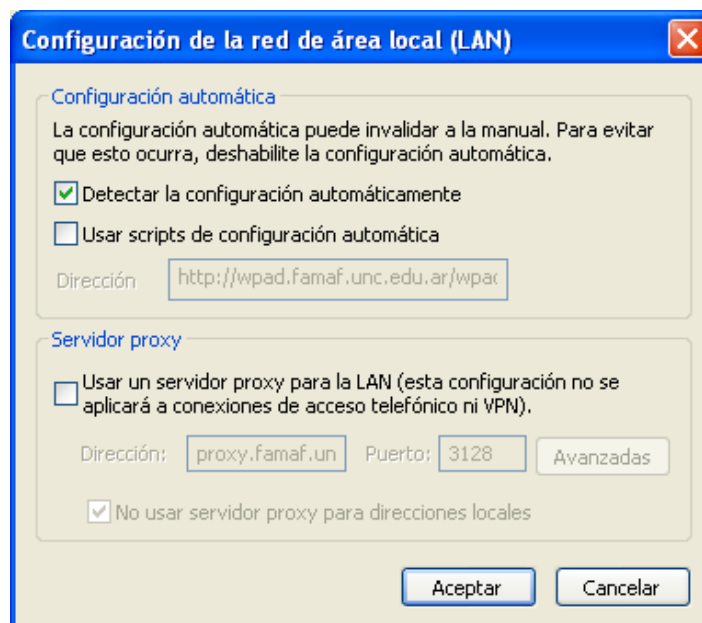 Configuración de la red de área local (LAN)
Configuración automática
La configuración automática puede invalidar a la manual. Para evitar
que esto ocurra, deshabilite la configuración automática.
Detectar la configuración automáticamente
Usar scripts de configuración automática
Dirección http://wpad.famaf.unc.edu.ar/wpac
Servidor proxy
Usar un servidor proxy para la LAN (esta configuración no se
aplicará a conexiones de acceso telefónico ni VPN).
Dirección: proxy.famaf.un Puerto: 3128 Avanzadas
No usar servidor proxy para direcciones locales
Aceptar Cancelar